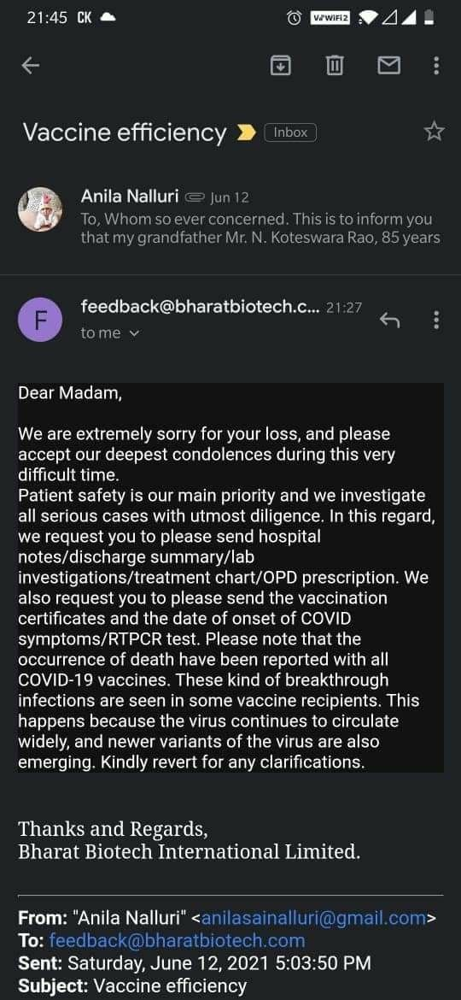 21:45 CK VoWiFi2
Vaccine efficiency Inbox
Anila Nalluri Jun 12
To, Whom so ever concerned. This is to inform you
that my grandfather Mr. N. Koteswara Rao, 85 years
F
feedback@bharatbiotech.c... 21:27
to me
Dear Madam,
We are extremely sorry for your loss, and please
accept our deepest condolences during this very
difficult time.
Patient safety is our main priority and we investigate
all serious cases with utmost diligence. In this regard,
we request you to please send hospital
notes/discharge summary/lab
investigations/treatment chart/OPD prescription. We
also request you to please send the vaccination
certificates and the date of onset of COVID
symptoms/RTPCR test. Please note that the
occurrence of death have been reported with all
COVID-19 vaccines. These kind of breakthrough
infections are seen in some vaccine recipients. This
happens because the virus continues to circulate
widely, and newer variants of the virus are also
emerging. Kindly revert for any clarifications.
Thanks and Regards,
Bharat Biotech International Limited.
From: "Anila Nalluri" <anilasainalluri@gmail.com>
To: feedback@bharatbiotech.com
Sent: Saturday, June 12, 2021 5:03:50 PM
Subject: Vaccine efficiency